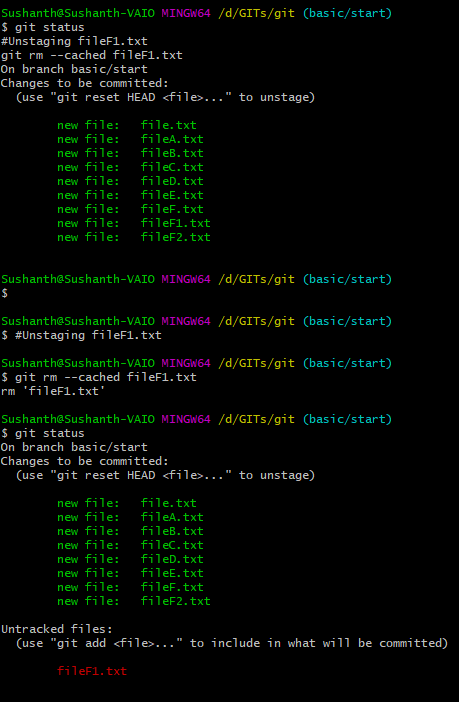 Sushanth@Sushanth-VAIO MINGW64 /d/GITs/git (basic/start)
$ git status
#Unstaging fileF1.txt
git rm --cached fileF1.txt
On branch basic/start
Changes to be committed:
  (use "git reset HEAD <file>..." to unstage)
        new file:   file.txt
        new file:   fileA.txt
        new file:   fileB.txt
        new file:   fileC.txt
        new file:   fileD.txt
        new file:   fileE.txt
        new file:   fileF.txt
        new file:   fileF1.txt
        new file:   fileF2.txt
Sushanth@Sushanth-VAIO MINGW64 /d/GITs/git (basic/start)
$
Sushanth@Sushanth-VAIO MINGW64 /d/GITs/git (basic/start)
$ #Unstaging fileF1.txt
Sushanth@Sushanth-VAIO MINGW64 /d/GITs/git (basic/start)
$ git rm --cached fileF1.txt
rm 'fileF1.txt'
Sushanth@Sushanth-VAIO MINGW64 /d/GITs/git (basic/start)
$ git status
On branch basic/start
Changes to be committed:
  (use "git reset HEAD <file>..." to unstage)
        new file:   file.txt
        new file:   fileA.txt
        new file:   fileB.txt
        new file:   fileC.txt
        new file:   fileD.txt
        new file:   fileE.txt
        new file:   fileF.txt
        new file:   fileF2.txt
Untracked files:
  (use "git add <file>..." to include in what will be committed)
        fileF1.txt